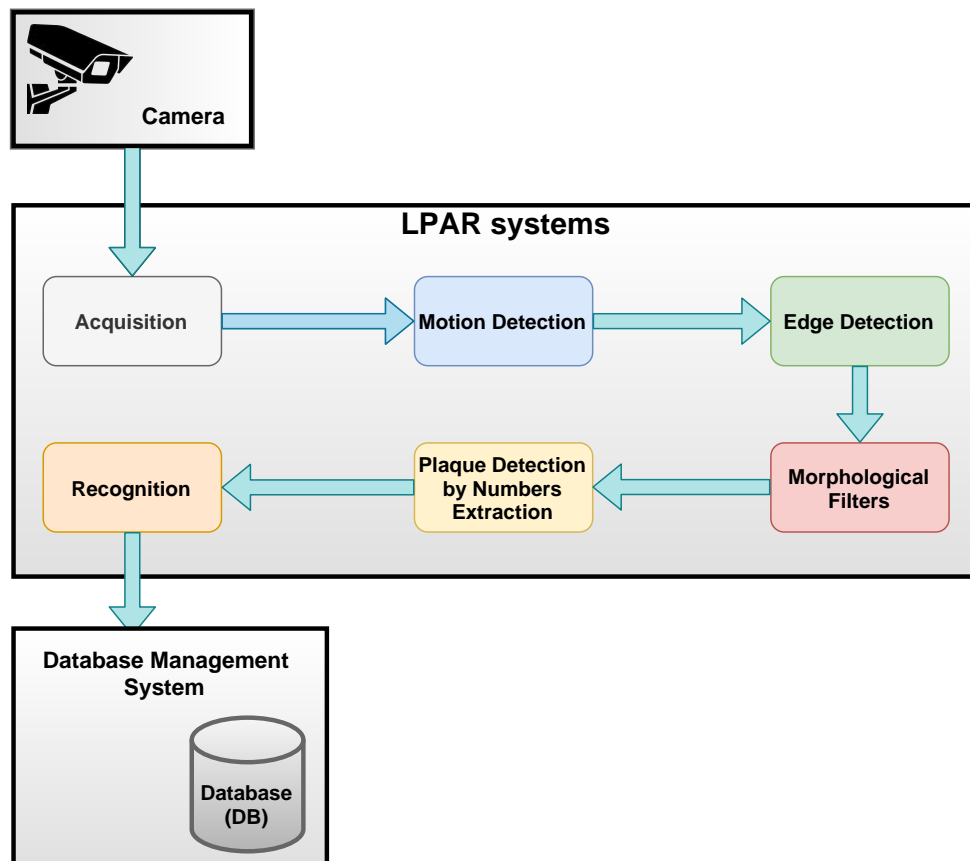 Camera
LPAR systems
Acquisition
Motion Detection
Edge Detection
Morphological
Filters
Plaque Detection
by Numbers
Extraction
Recognition
Database Management
System
Database
(DB)